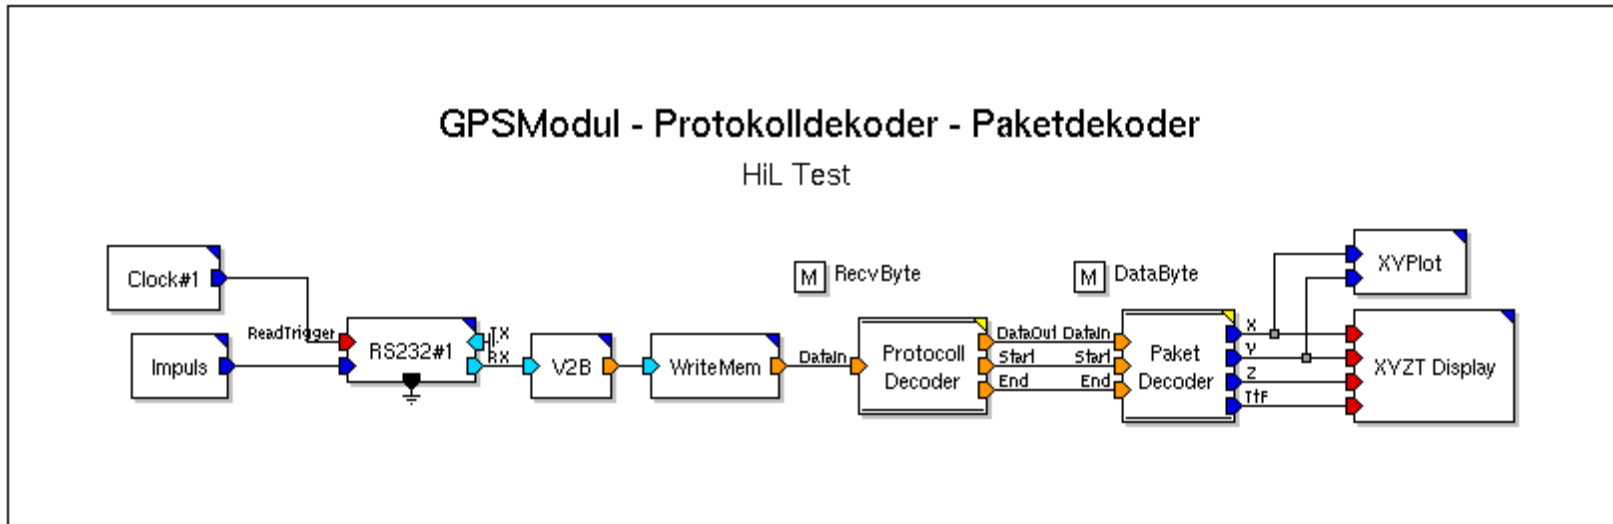 GPSModul - Protokolldekoder - Paketdekoder
HiL Test
Clock#1
Impuls
ReadTrigger
RS232#1
TX
RX
V2B
WriteMem
DataIn
M RecvByte
Protocoll
Decoder
DataOut DataIn
Start Start
End End
M DataByte
Paket
Decoder
X
Y
Z
TtF
XYPlot
XYZT Display